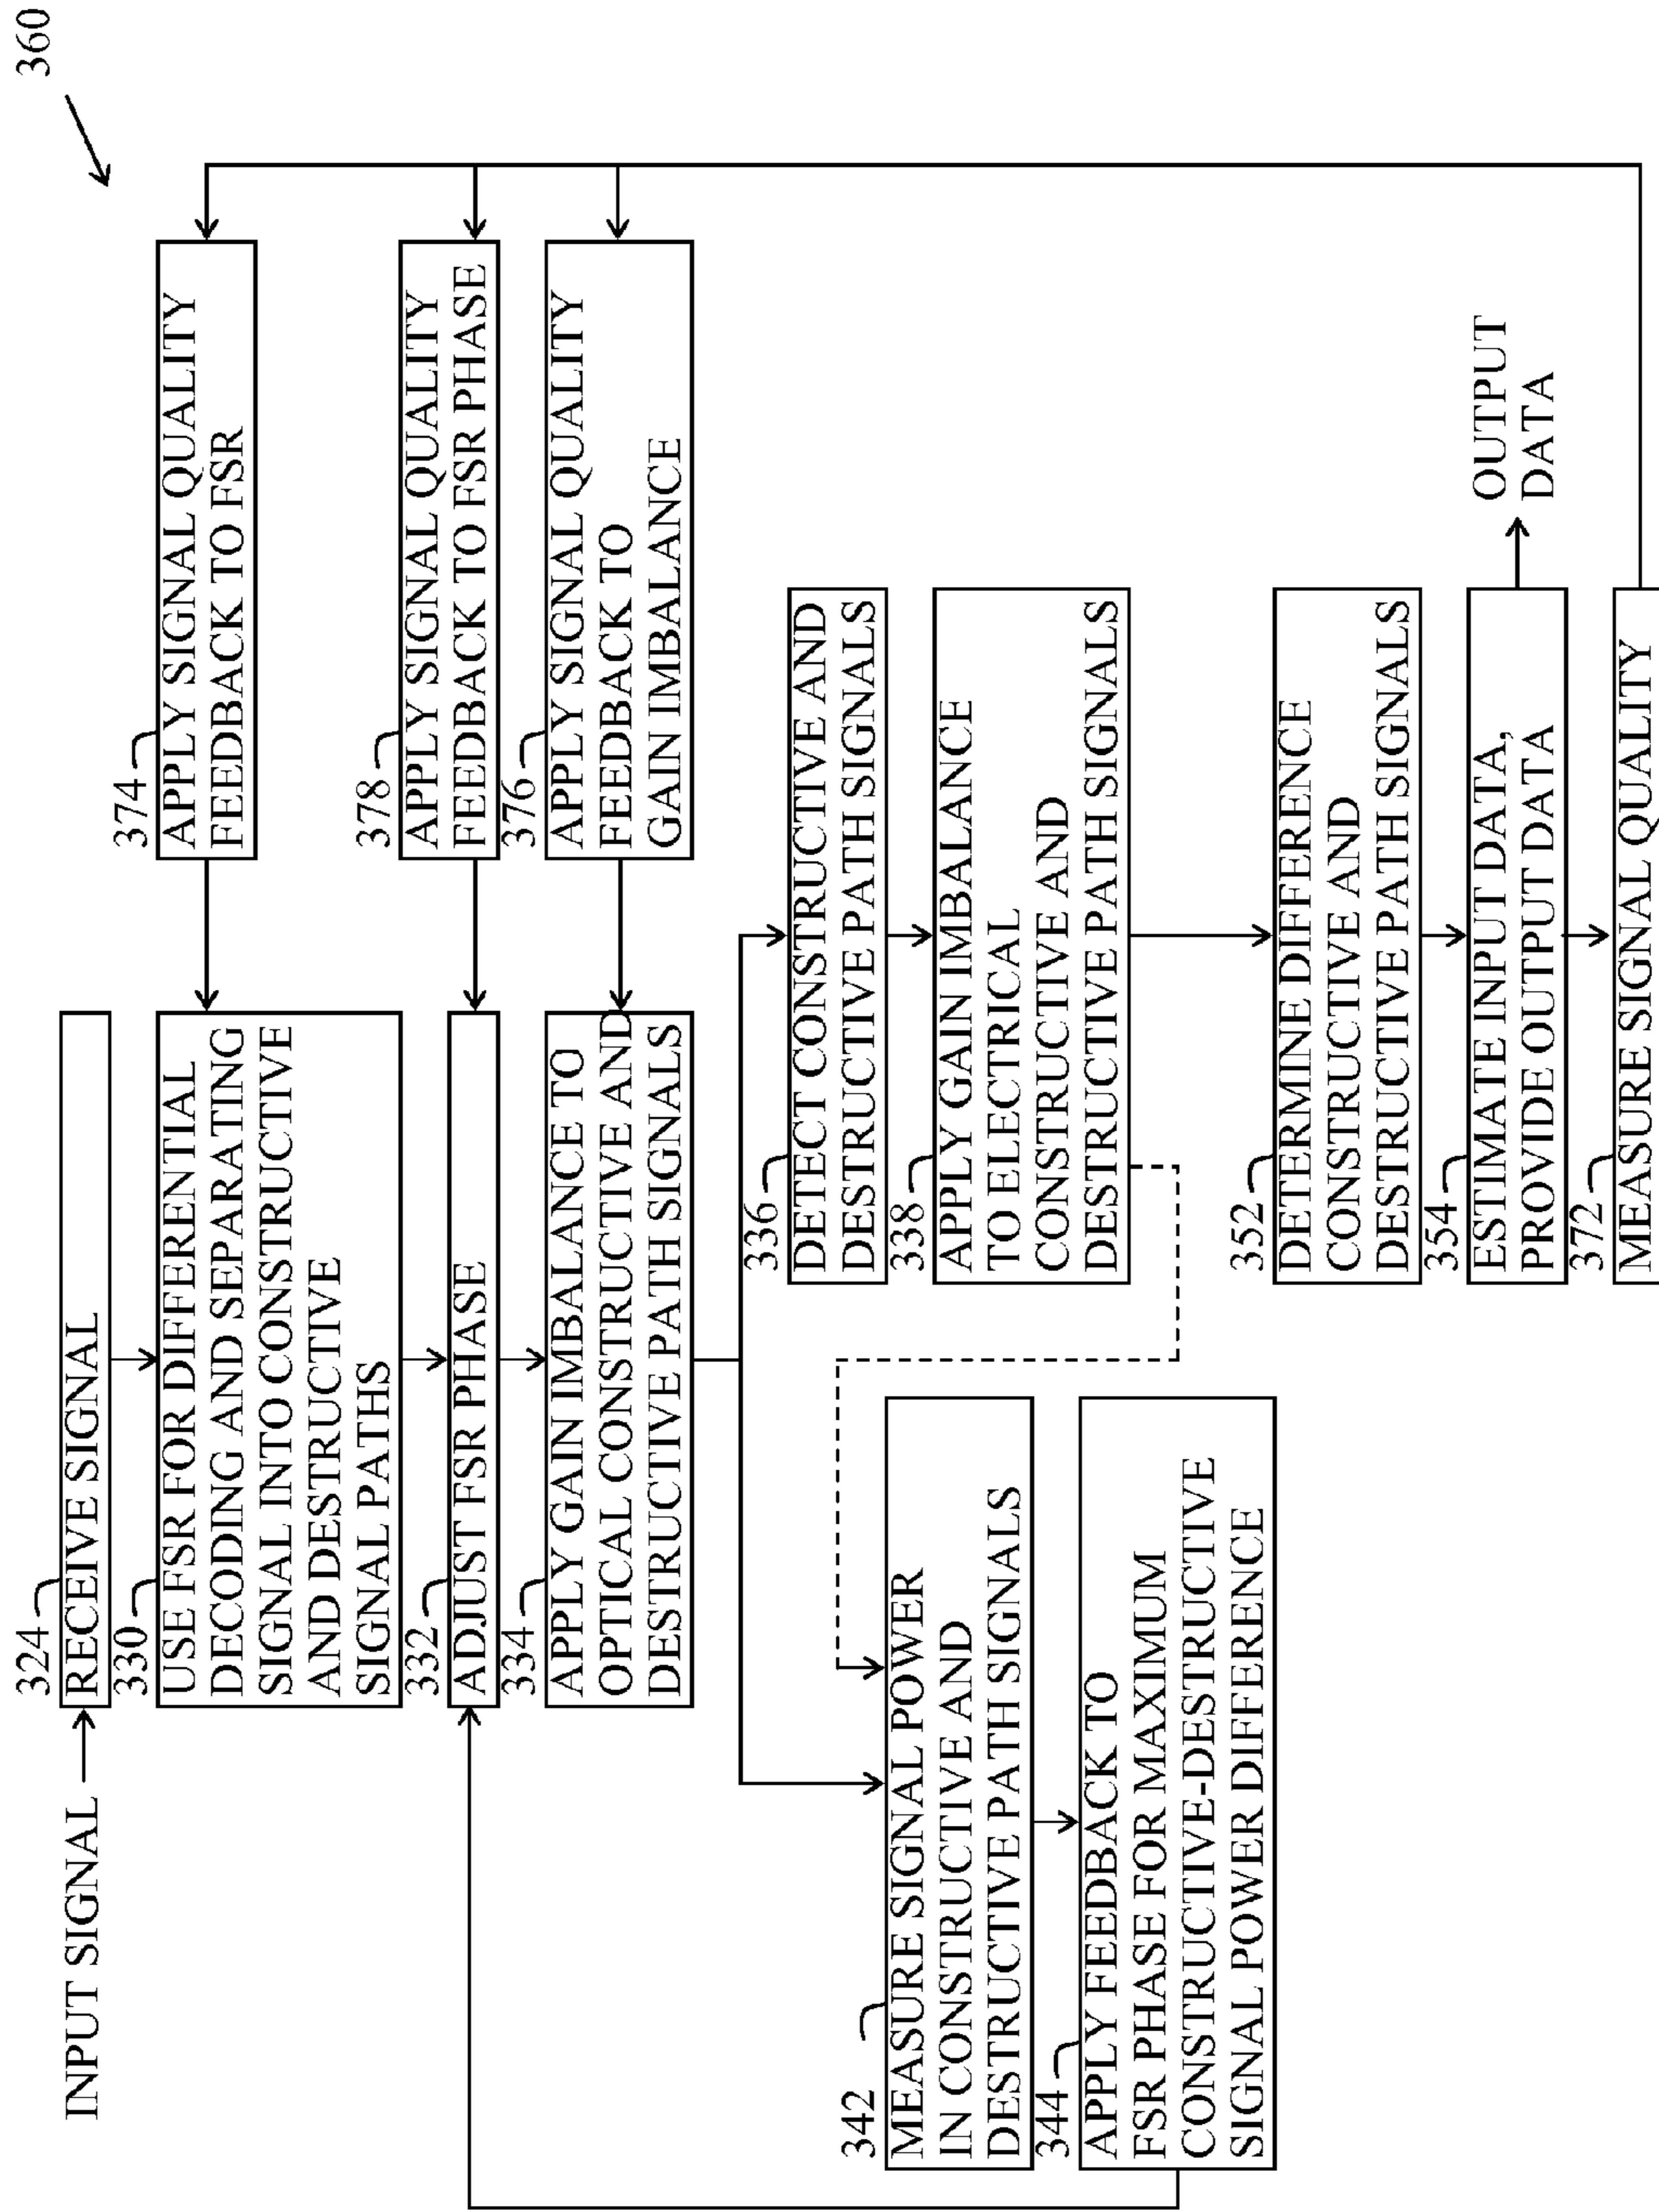 360
INPUT SIGNAL
324
RECEIVE SIGNAL
330
USE FSR FOR DIFFERENTIAL
DECODING AND SEPARATING
SIGNAL INTO CONSTRUCTIVE
AND DESTRUCTIVE
SIGNAL PATHS
374
APPLY SIGNAL QUALITY
FEEDBACK TO FSR
332
ADJUST FSR PHASE
378
APPLY SIGNAL QUALITY
FEEDBACK TO FSR PHASE
334
APPLY GAIN IMBALANCE TO
OPTICAL CONSTRUCTIVE AND
DESTRUCTIVE PATH SIGNALS
376
APPLY SIGNAL QUALITY
FEEDBACK TO
GAIN IMBALANCE
342
MEASURE SIGNAL POWER
IN CONSTRUCTIVE AND
DESTRUCTIVE PATH SIGNALS
344
APPLY FEEDBACK TO
FSR PHASE FOR MAXIMUM
CONSTRUCTIVE-DESTRUCTIVE
SIGNAL POWER DIFFERENCE
336
DETECT CONSTRUCTIVE AND
DESTRUCTIVE PATH SIGNALS
338
APPLY GAIN IMBALANCE
TO ELECTRICAL
CONSTRUCTIVE AND
DESTRUCTIVE PATH SIGNALS
352
DETERMINE DIFFERENCE
CONSTRUCTIVE AND
DESTRUCTIVE PATH SIGNALS
354
ESTIMATE INPUT DATA,
PROVIDE OUTPUT DATA
OUTPUT
DATA
372
MEASURE SIGNAL QUALITY